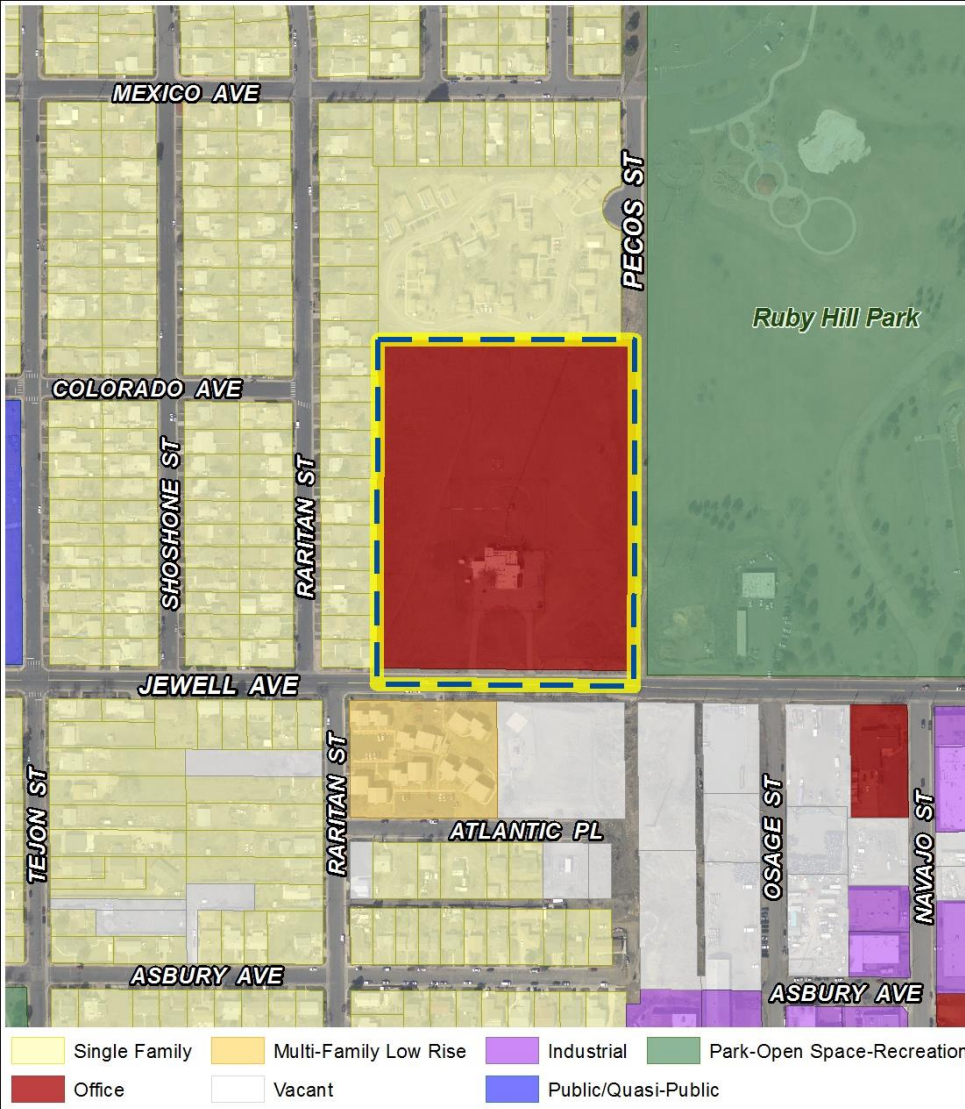 MEXICO AVE
PECOS ST
Ruby Hill Park
COLORADO AVE
SHOSHONE ST
RARITAN ST
JEWELL AVE
TEJON ST
RARITAN ST
ATLANTIC PL
OSAGE ST
NAVAJO ST
ASBURY AVE
ASBURY AVE
Single Family
Multi-Family Low Rise
Industrial
Park-Open Space-Recreation
Office
Vacant
Public/Quasi-Public